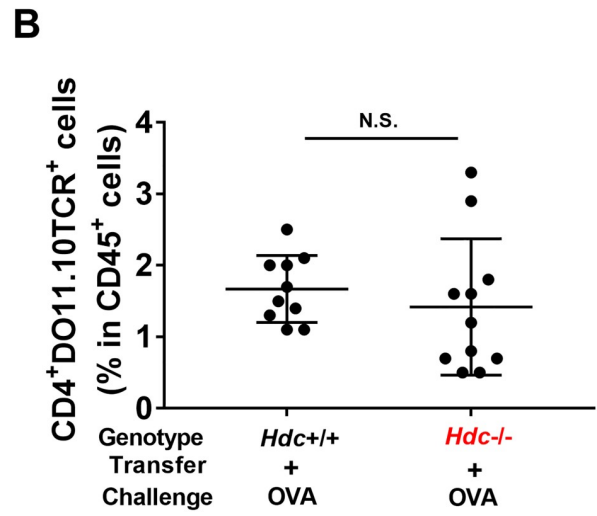 B
CD4+DO11.10TCR+ cells
(% in CD45+ cells)
4
3
2
1
0
N.S.
Genotype Hdc+/+ Hdc-/-
Transfer + +
Challenge OVA OVA